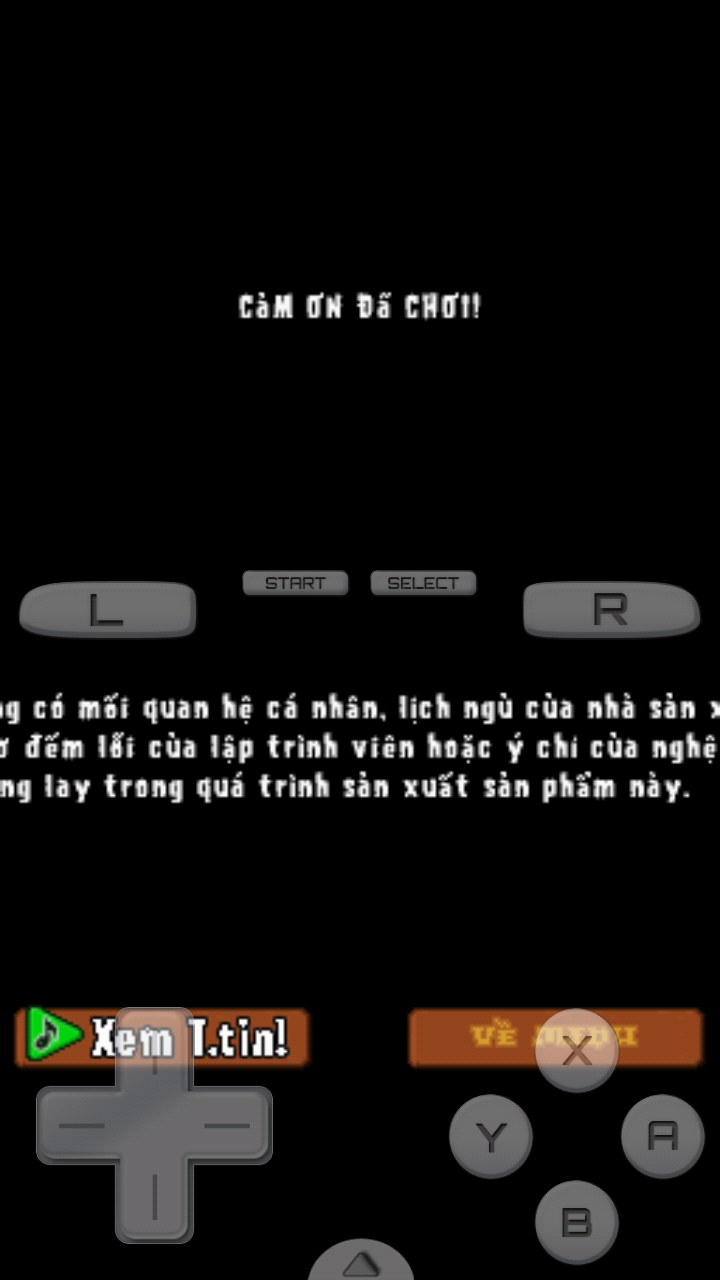 CẢM ƠN ĐÃ CHƠI!
START SELECT
L R
g có mối quan hệ cá nhân, lịch ngủ của nhà sản x
ơ đếm lỗi của lập trình viên hoặc ý chí của nghệ
ng lay trong quá trình sản xuất sản phẩm này.
Xem T.tin! VỀ MENU
X
Y A
B